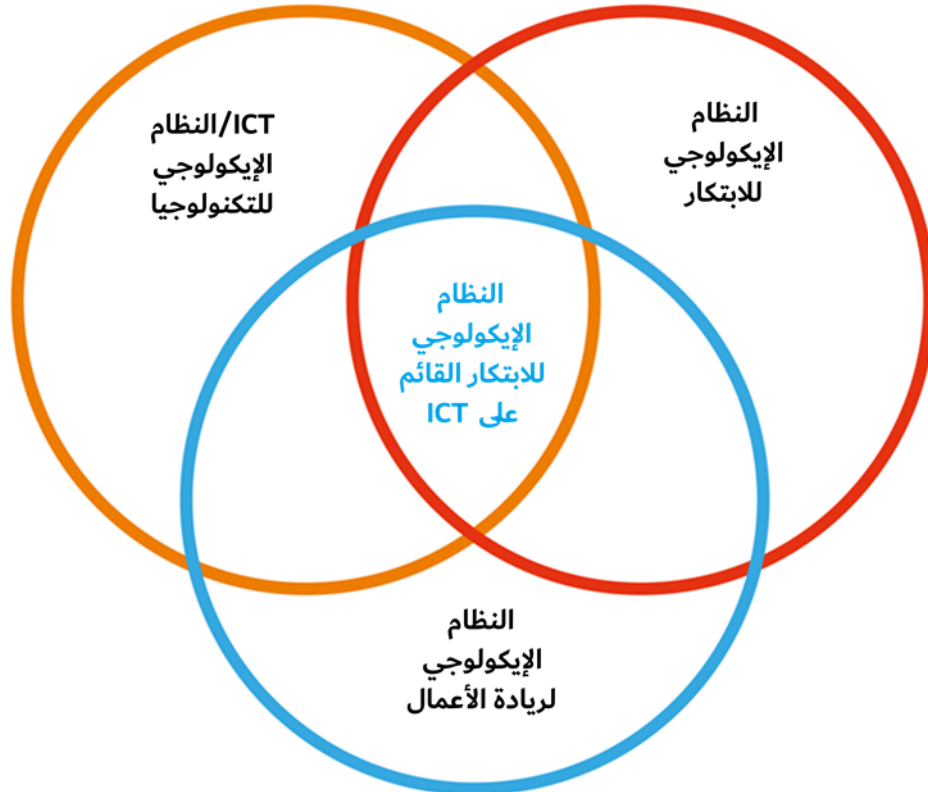 النظام
الإيكولوجي
للابتكار
ICT/النظام
الإيكولوجي
للتكنولوجيا
النظام
الإيكولوجي
للابتكار القائم
على ICT
النظام
الإيكولوجي
لريادة الأعمال